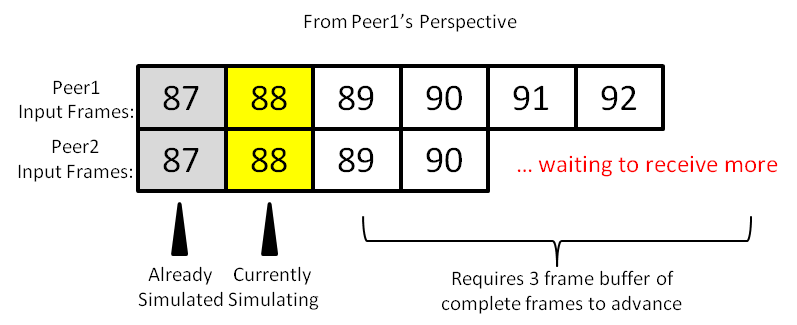 From Peer1’s Perspective
Peer1
Input Frames:
87 88 89 90 91 92
Peer2
Input Frames:
87 88 89 90 ... waiting to receive more
Already
Simulated
Currently
Simulating
Requires 3 frame buffer of
complete frames to advance